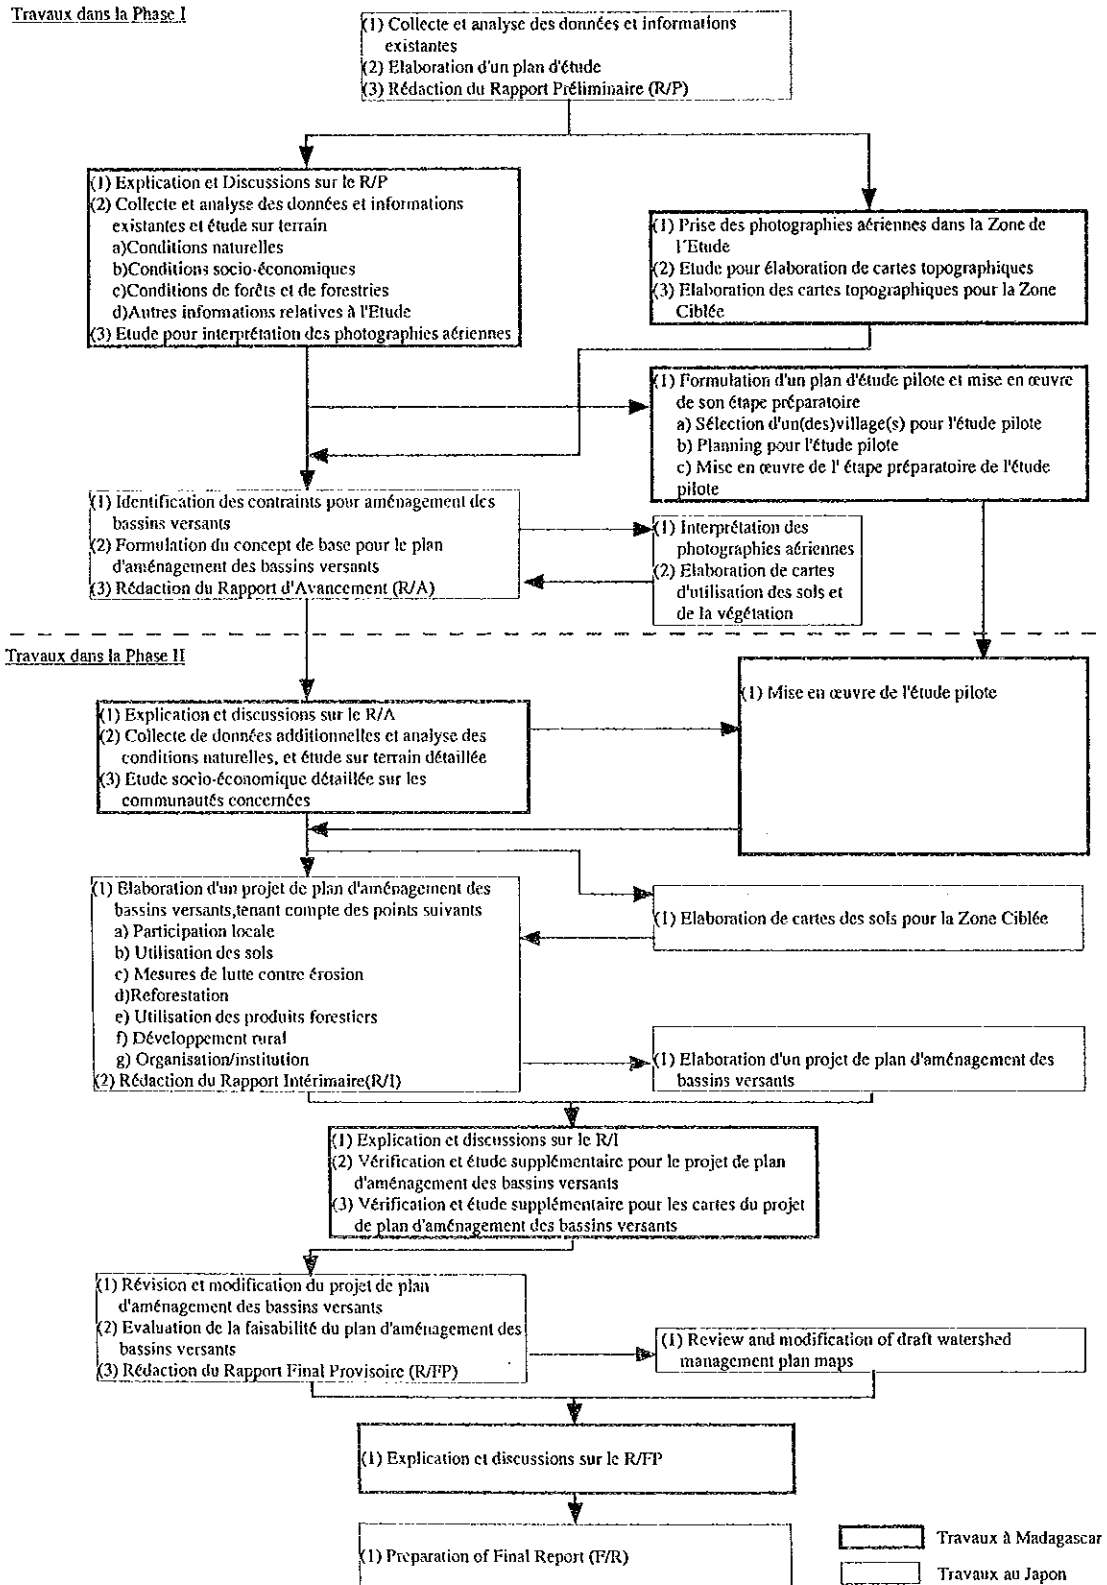 Travaux dans la Phase I
(1) Collecte et analyse des données et informations
existantes
(2) Elaboration d'un plan d'étude
(3) Rédaction du Rapport Préliminaire (R/P)
(1) Explication et Discussions sur le R/P
(2) Collecte et analyse des données et informations
existantes et étude sur terrain
a)Conditions naturelles
b)Conditions socio-économiques
c)Conditions de forêts et de forestries
d)Autres informations relatives à l'Etude
(3) Etude pour interprétation des photographies aériennes
(1) Prise des photographies aériennes dans la Zone de
l'Etude
(2) Etude pour élaboration de cartes topographiques
(3) Elaboration des cartes topographiques pour la Zone
Ciblée
(1) Formulation d'un plan d'étude pilote et mise en œuvre
de son étape préparatoire
a) Sélection d'un(des)village(s) pour l'étude pilote
b) Planning pour l'étude pilote
c) Mise en œuvre de l' étape préparatoire de l'étude
pilote
(1) Identification des contraints pour aménagement des
bassins versants
(2) Formulation du concept de base pour le plan
d'aménagement des bassins versants
(3) Rédaction du Rapport d'Avancement (R/A)
(1) Interprétation des
photographies aériennes
(2) Elaboration de cartes
d'utilisation des sols et
de la végétation
Travaux dans la Phase II
(1) Mise en œuvre de l'étude pilote
(1) Explication et discussions sur le R/A
(2) Collecte de données additionnelles et analyse des
conditions naturelles, et étude sur terrain détaillée
(3) Etude socio-économique détaillée sur les
communautés concernées
(1) Elaboration d'un projet de plan d'aménagement des
bassins versants,tenant compte des points suivants
a) Participation locale
b) Utilisation des sols
c) Mesures de lutte contre érosion
d)Reforestation
e) Utilisation des produits forestiers
f) Développement rural
g) Organisation/institution
(2) Rédaction du Rapport Intérimaire(R/I)
(1) Elaboration de cartes des sols pour la Zone Ciblée
(1) Elaboration d'un projet de plan d'aménagement des
bassins versants
(1) Explication et discussions sur le R/I
(2) Vérification et étude supplémentaire pour le projet de plan
d'aménagement des bassins versants
(3) Vérification et étude supplémentaire pour les cartes du projet
de plan d'aménagement des bassins versants
(1) Révision et modification du projet de plan
d'aménagement des bassins versants
(2) Evaluation de la faisabilité du plan d'aménagement des
bassins versants
(3) Rédaction du Rapport Final Provisoire (R/FP)
(1) Review and modification of draft watershed
management plan maps
(1) Explication et discussions sur le R/FP
(1) Preparation of Final Report (F/R)
Travaux à Madagascar
Travaux au Japon